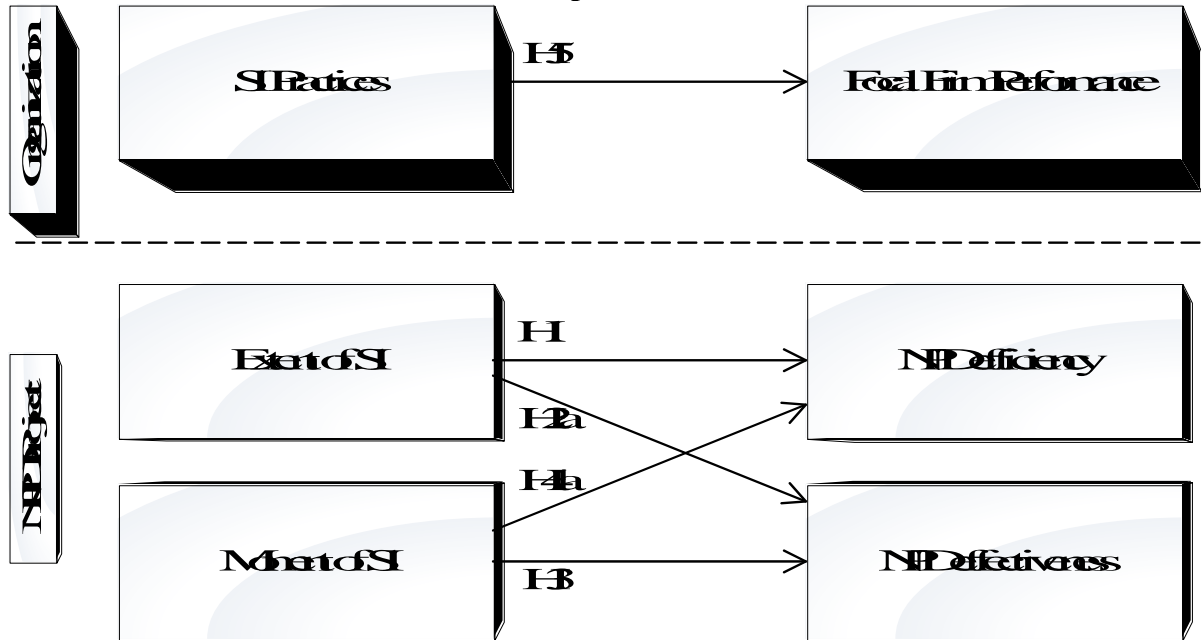 Organization
SI Practices
H5
Focal Firm Performance
NPD Project
Extent of SI
H1
NPD efficiency
H2a
H4a
Moment of SI
H3
NPD effectiveness